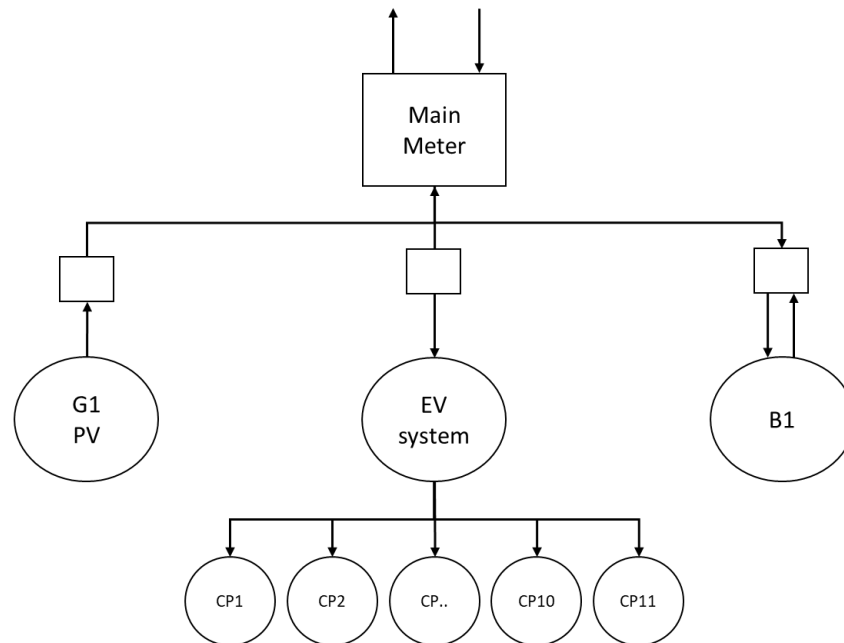 Main
Meter
G1
PV
EV
system
B1
CP1
CP2
CP..
CP10
CP11